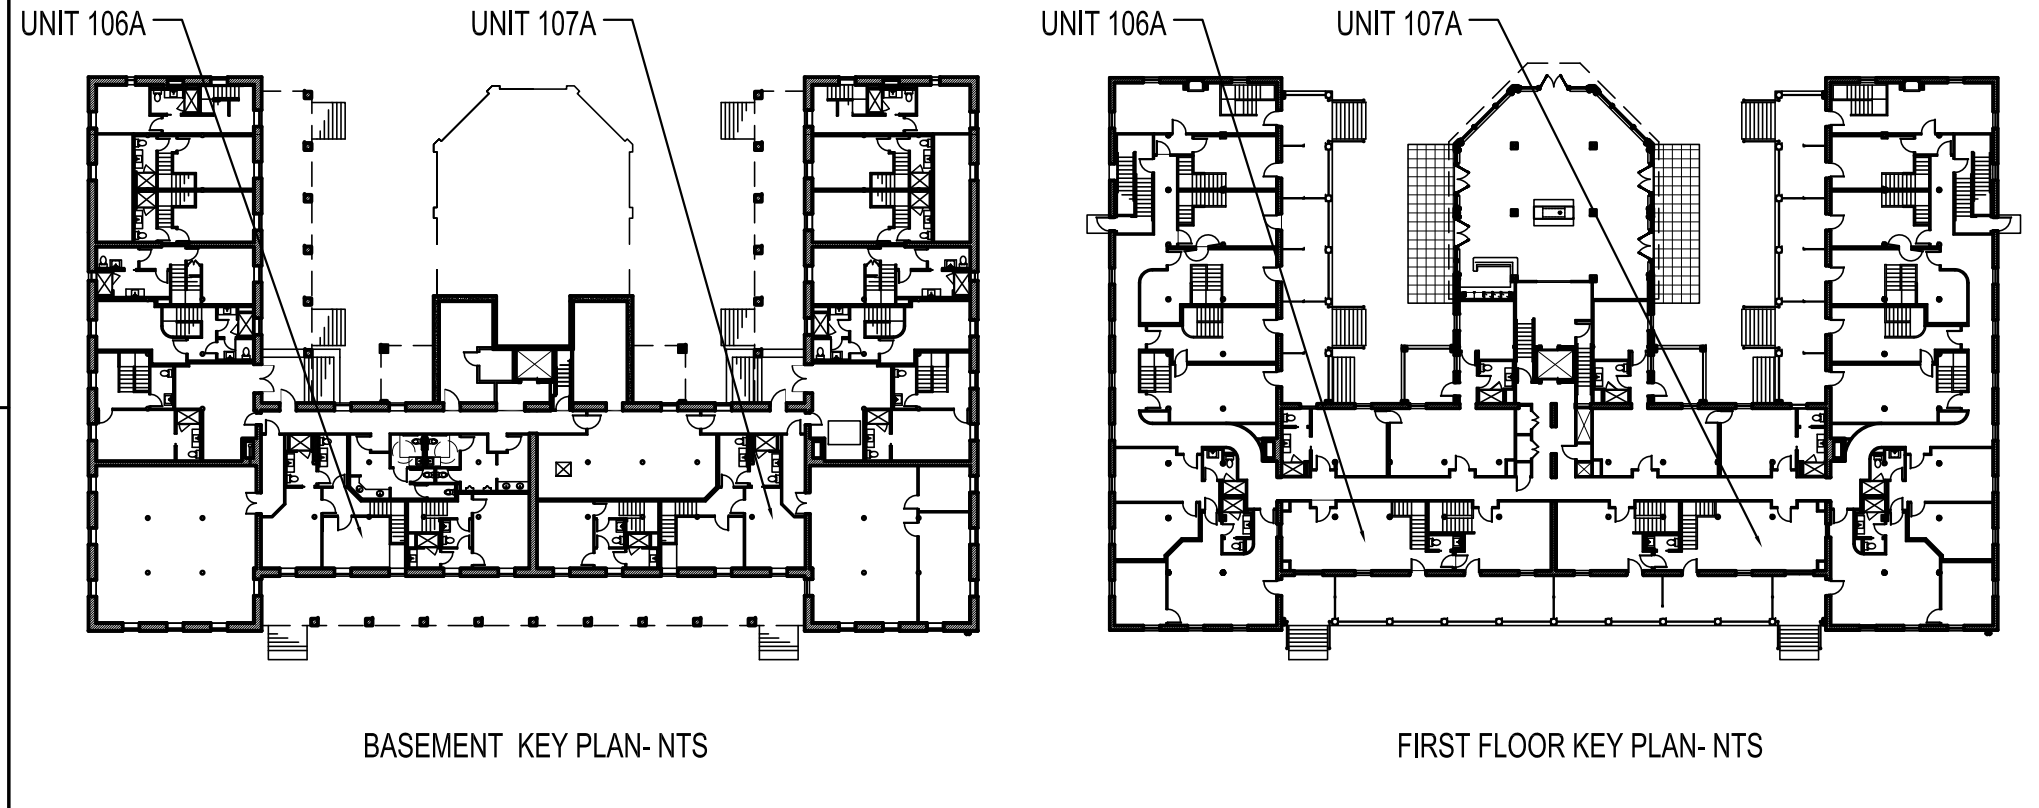 UNIT 106A
UNIT 107A
UNIT 106A
UNIT 107A
BASEMENT KEY PLAN- NTS
FIRST FLOOR KEY PLAN- NTS